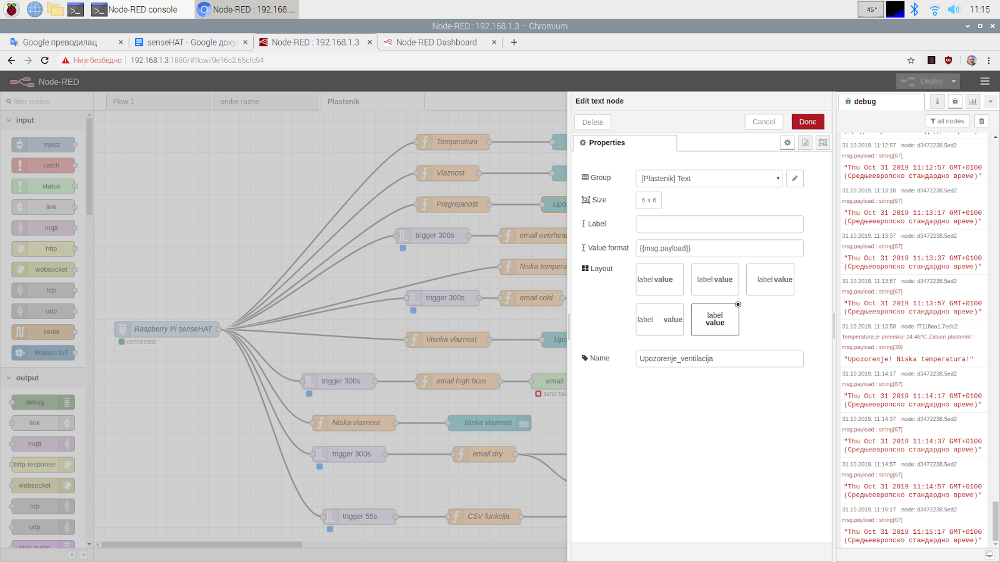 Node-RED console
Node-RED : 192.168....
45°
11:15
Node-RED : 192.168.1.3 – Chromium
Google преводилац
senseHAT - Google доку
Node-RED : 192.168.1.3
Node-RED Dashboard
Није безбедно
192.168.1.3:1880/#flow/9e16c2.65cfc94
Node-RED
Deploy
filter nodes
Flow 1
probe razne
Plastenik
input
inject
catch
status
link
mqtt
http
websocket
tcp
udp
serial
Watson IoT
output
debug
link
mqtt
http response
websocket
tcp
udp
play audio
Temperatura
Vlaznost
Pregrejanost
Upo
trigger 300s
email overhea
Niska tempera
trigger 300s
email cold
Raspberry Pi senseHAT
connected
Visoka vlaznost
Upo
trigger 300s
email high hum
email
send fail
NIska vlaznost
Niska vlaznost
abc
trigger 300s
email dry
trigger 55s
CSV funkcija
Edit text node
Delete
Cancel
Done
Properties
Group
[Plastenik] Text
Size
6 x 6
Label
Value format
{{msg.payload}}
Layout
label value
label value
label value
label value
label
value
Name
Upozorenje_ventilacija
debug
all nodes
31.10.2019. 11:12:57 node: d3472238.5ed2
msg.payload : string[67]
"Thu Oct 31 2019 11:12:57 GMT+0100
(Средњеевропско стандардно време)"
31.10.2019. 11:13:18 node: d3472238.5ed2
msg.payload : string[67]
"Thu Oct 31 2019 11:13:17 GMT+0100
(Средњеевропско стандардно време)"
31.10.2019. 11:13:37 node: d3472238.5ed2
msg.payload : string[67]
"Thu Oct 31 2019 11:13:37 GMT+0100
(Средњеевропско стандардно време)"
31.10.2019. 11:13:57 node: d3472238.5ed2
msg.payload : string[67]
"Thu Oct 31 2019 11:13:57 GMT+0100
(Средњеевропско стандардно време)"
31.10.2019. 11:13:59 node: f7118ea1.7edc2
Temperatura je preniska! 24.46*C Zatvori plastenik! :
msg.payload : string[30]
"Upozorenje! Niska temperatura!"
31.10.2019. 11:14:17 node: d3472238.5ed2
msg.payload : string[67]
"Thu Oct 31 2019 11:14:17 GMT+0100
(Средњеевропско стандардно време)"
31.10.2019. 11:14:37 node: d3472238.5ed2
msg.payload : string[67]
"Thu Oct 31 2019 11:14:37 GMT+0100
(Средњеевропско стандардно време)"
31.10.2019. 11:14:57 node: d3472238.5ed2
msg.payload : string[67]
"Thu Oct 31 2019 11:14:57 GMT+0100
(Средњеевропско стандардно време)"
31.10.2019. 11:15:17 node: d3472238.5ed2
msg.payload : string[67]
"Thu Oct 31 2019 11:15:17 GMT+0100
(Средњеевропско стандардно време)"